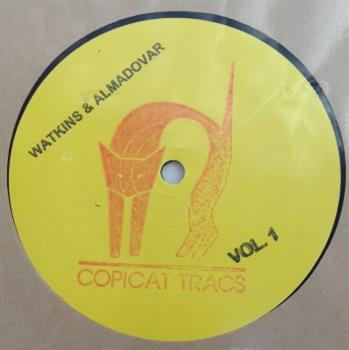 WATKINS & ALMADOVAR
VOL. 1
COPICAT TRACS